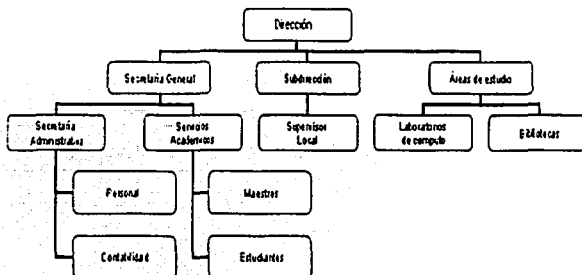 Dirección
Secretaría General
Subdirección
Áreas de estudio
Secretaría
Administrativa
Servicios
Académicos
Supervisor
Local
Laboratorios
de computo
Bibliotecas
Personal
Maestros
Contabilidad
Estudiantes